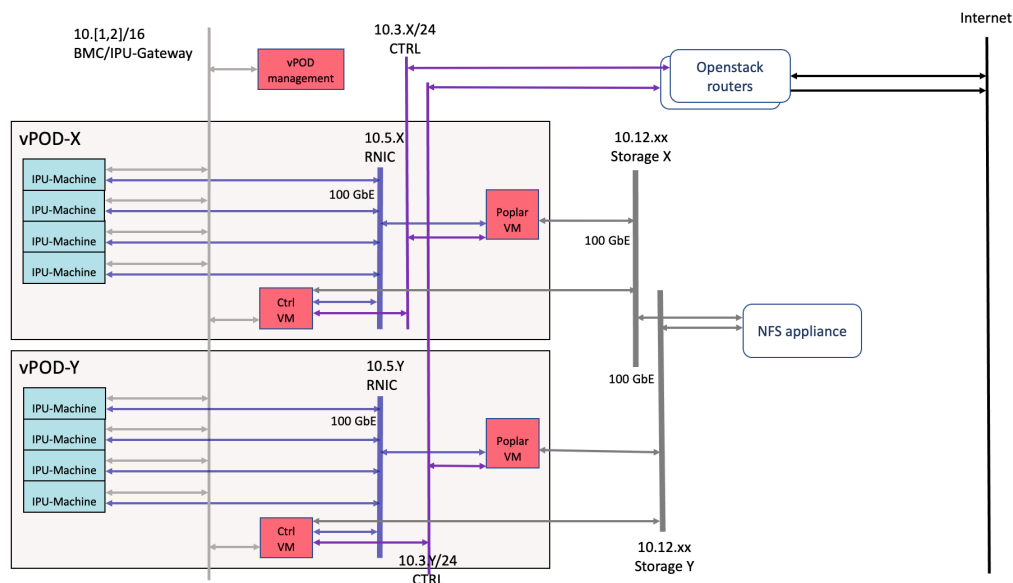 Internet
10.[1,2]/16
BMC/IPU-Gateway
10.3.X/24
CTRL
vPOD
management
Openstack
routers
vPOD-X
10.5.X
RNIC
10.12.xx
Storage X
IPU-Machine
IPU-Machine
IPU-Machine
IPU-Machine
100 GbE
Poplar
VM
100 GbE
Ctrl
VM
NFS appliance
vPOD-Y
10.5.Y
RNIC
100 GbE
IPU-Machine
IPU-Machine
IPU-Machine
IPU-Machine
100 GbE
Poplar
VM
Ctrl
VM
10.12.xx
Storage Y
10.3.Y/24
CTRL